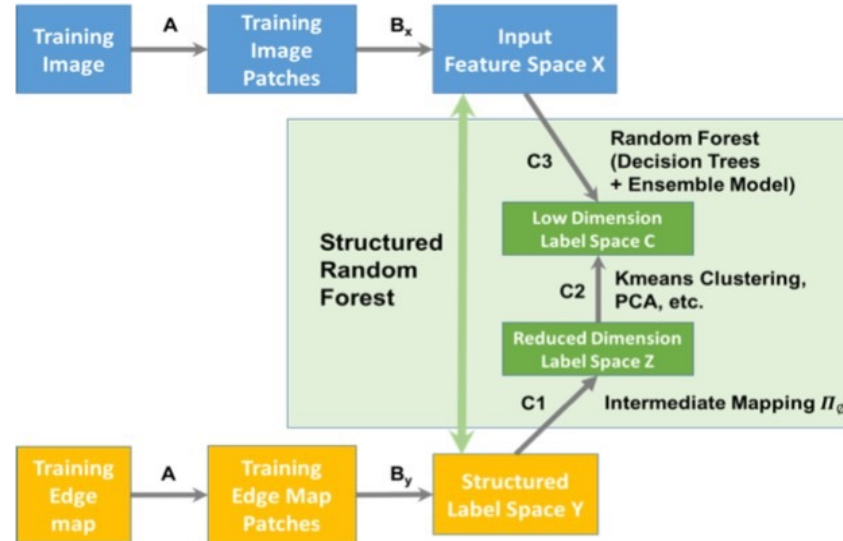 Training
Image
A
Training
Image
Patches
Bₓ
Input
Feature Space X
C3
Random Forest
(Decision Trees
+ Ensemble Model)
Structured
Random
Forest
Low Dimension
Label Space C
C2
Kmeans Clustering,
PCA, etc.
Reduced Dimension
Label Space Z
C1
Intermediate Mapping Π_∅
Training
Edge
map
A
Training
Edge Map
Patches
B_y
Structured
Label Space Y